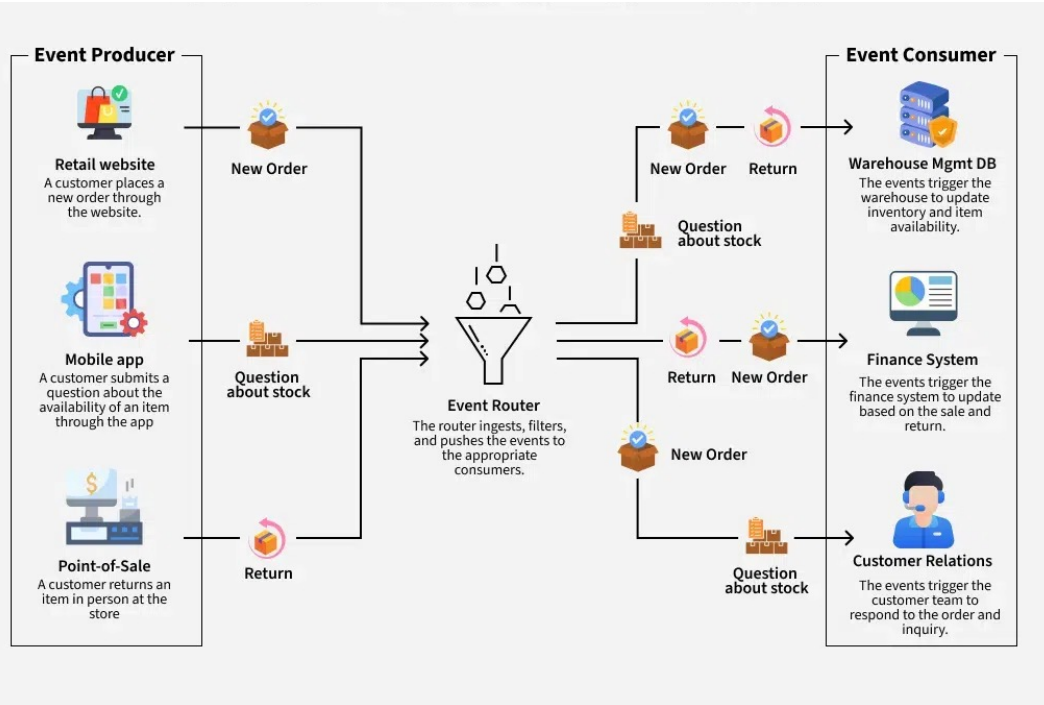 Event Producer
Retail website
A customer places a
new order through
the website.
Mobile app
A customer submits a
question about the
availability of an item
through the app
$
Point-of-Sale
A customer returns an
item in person at the
store
New Order
Question
about stock
Return
Event Router
The router ingests, filters,
and pushes the events to
the appropriate
consumers.
New Order
Return
Question
about stock
Return
New Order
New Order
Question
about stock
Event Consumer
Warehouse Mgmt DB
The events trigger the
warehouse to update
inventory and item
availability.
Finance System
The events trigger the
finance system to update
based on the sale and
return.
Customer Relations
The events trigger the
customer team to
respond to the order and
inquiry.